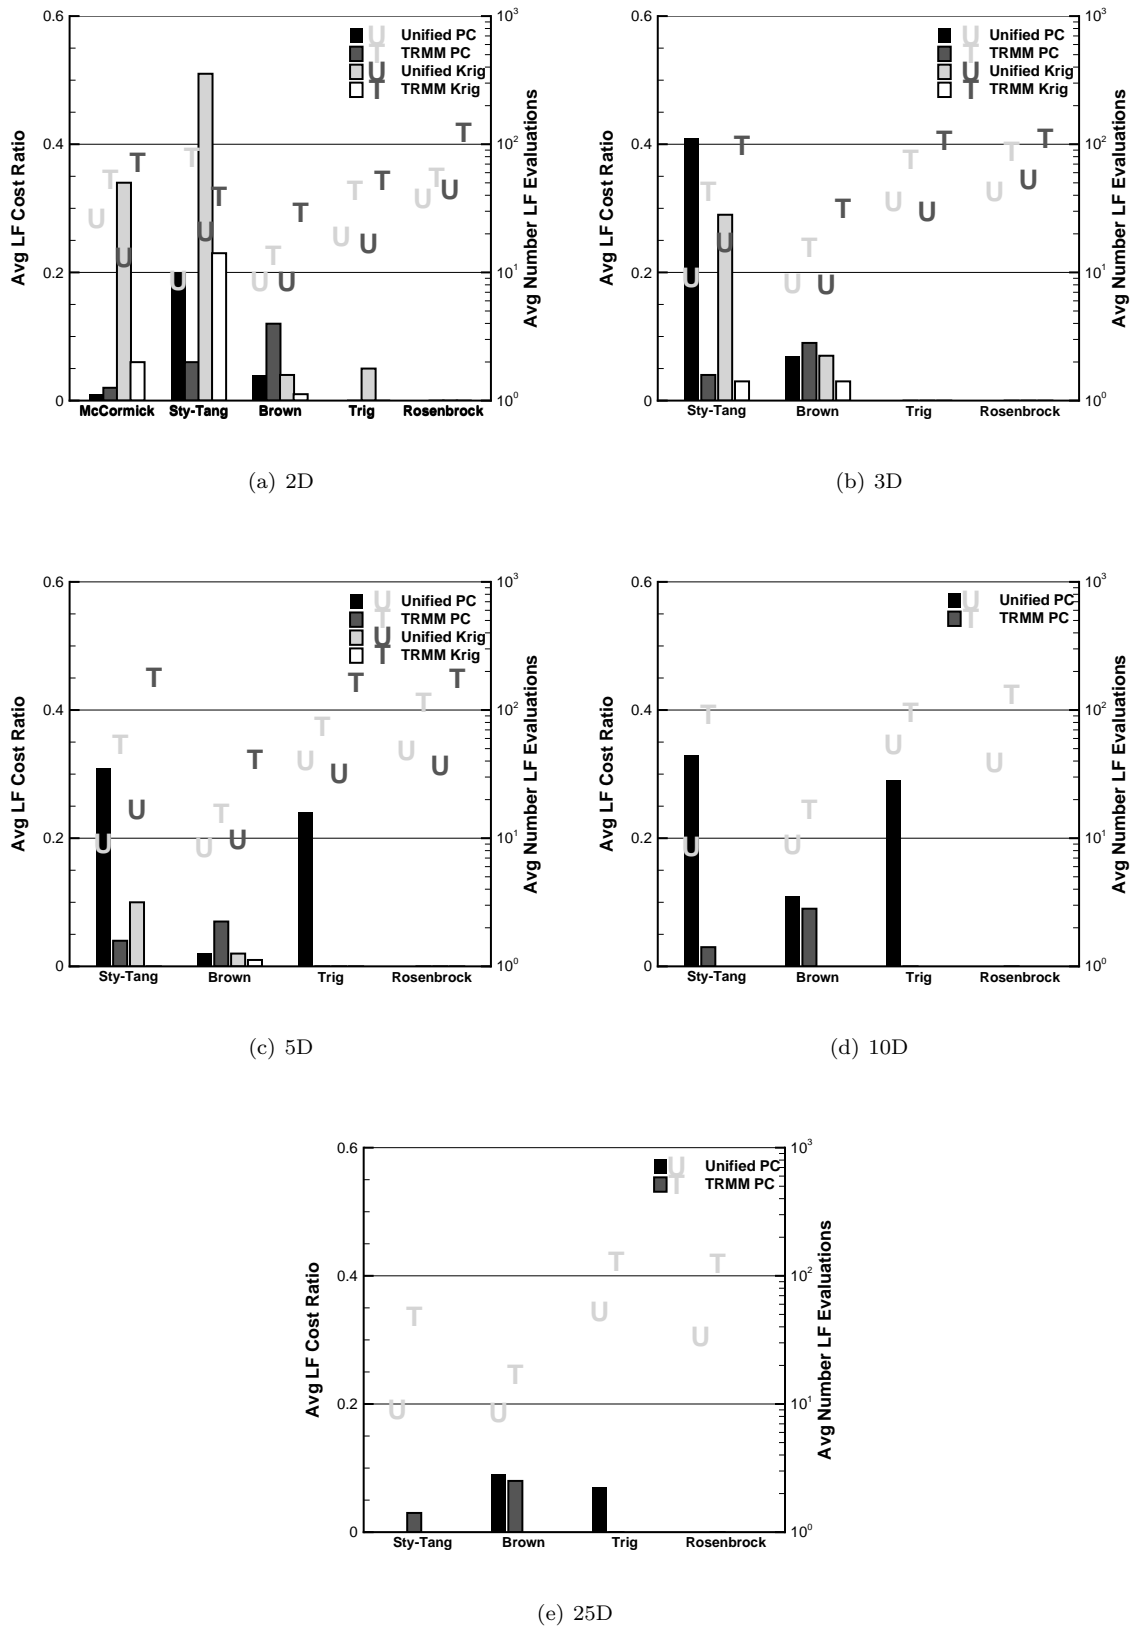 0.6
10³
U Unified PC
T TRMM PC
U Unified Krig
T TRMM Krig
0.4
10²
0.2
10¹
0
10⁰
Avg LF Cost Ratio
Avg Number LF Evaluations
U T U T
U T U T
U T U T
U T U T
U T U T
McCormick Sty-Tang Brown Trig Rosenbrock
(a) 2D
0.6
10³
U Unified PC
T TRMM PC
U Unified Krig
T TRMM Krig
0.4
10²
0.2
10¹
0
10⁰
Avg LF Cost Ratio
Avg Number LF Evaluations
U T U T
U T U T
U T U T
U T U T
Sty-Tang Brown Trig Rosenbrock
(b) 3D
0.6
10³
U Unified PC
T TRMM PC
U Unified Krig
T TRMM Krig
0.4
10²
0.2
10¹
0
10⁰
Avg LF Cost Ratio
Avg Number LF Evaluations
U T U T
U T U T
U T U T
U T U T
Sty-Tang Brown Trig Rosenbrock
(c) 5D
0.6
10³
U Unified PC
T TRMM PC
0.4
10²
0.2
10¹
0
10⁰
Avg LF Cost Ratio
Avg Number LF Evaluations
U T
U T
U T
U T
Sty-Tang Brown Trig Rosenbrock
(d) 10D
0.6
10³
U Unified PC
T TRMM PC
0.4
10²
0.2
10¹
0
10⁰
Avg LF Cost Ratio
Avg Number LF Evaluations
U T
U T
U T
U T
Sty-Tang Brown Trig Rosenbrock
(e) 25D